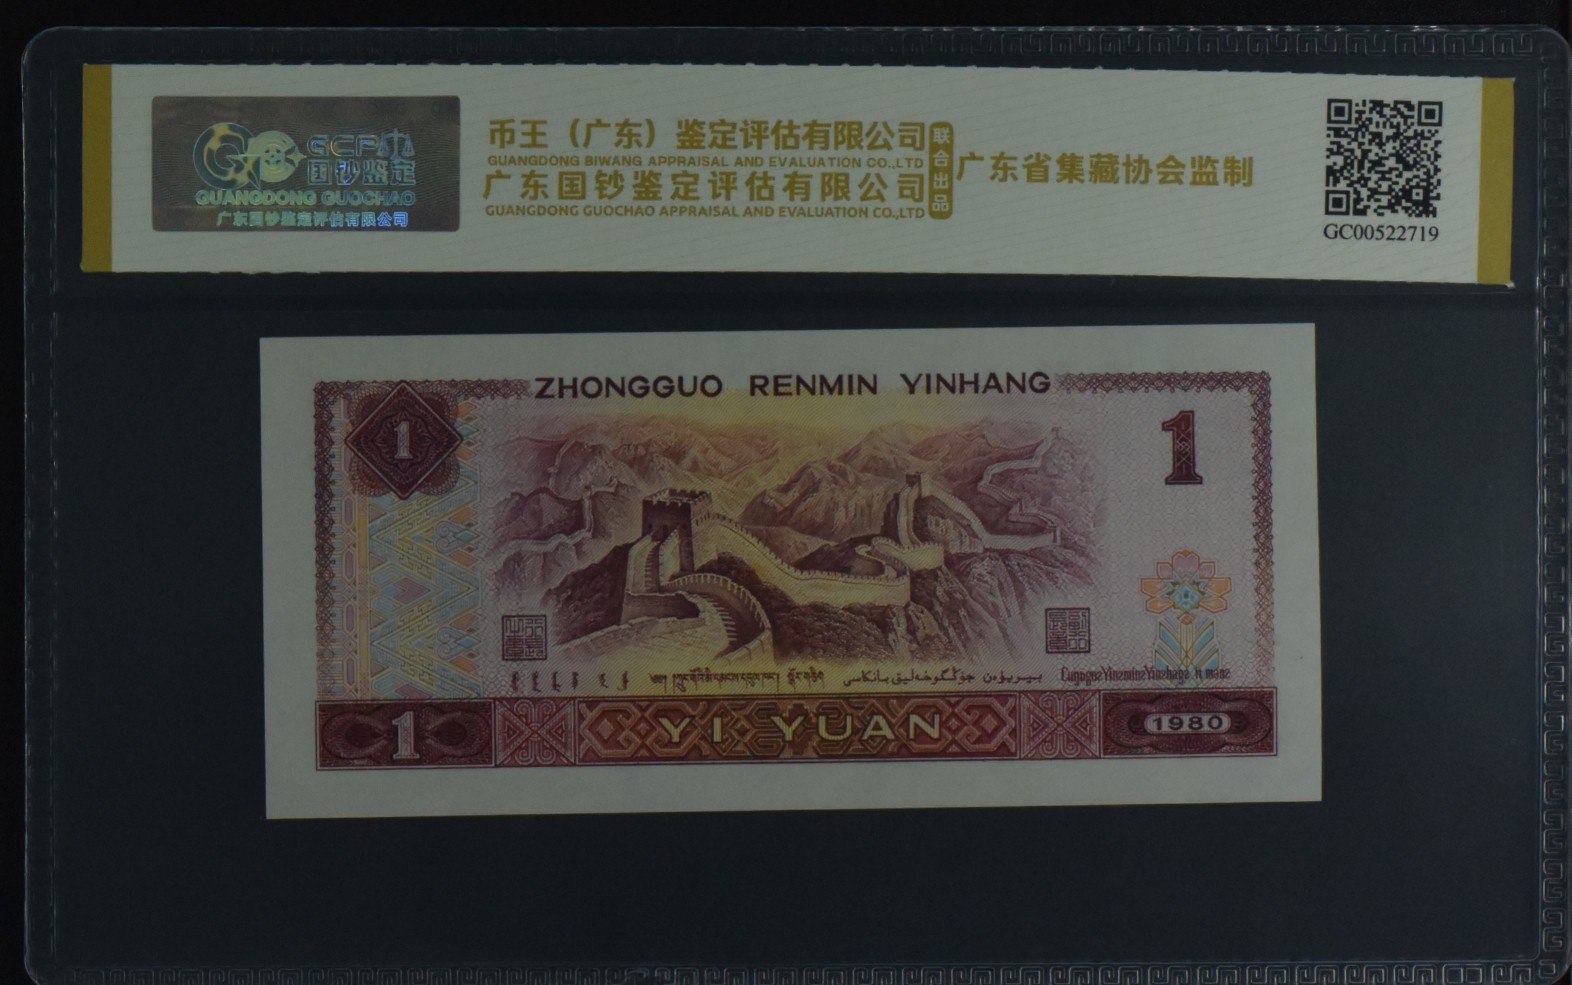 GCP
国钞鉴定
GUANGDONG GUOCHAO
广东国钞鉴定评估有限公司
币王（广东）鉴定评估有限公司
GUANGDONG BIWANG APPRAISAL AND EVALUATION CO.,LTD
广东国钞鉴定评估有限公司
GUANGDONG GUOCHAO APPRAISAL AND EVALUATION CO.,LTD
联合出品
广东省集藏协会监制
GC00522719
ZHONGGUO RENMIN YINHANG
1
1
1
YI YUAN
1980